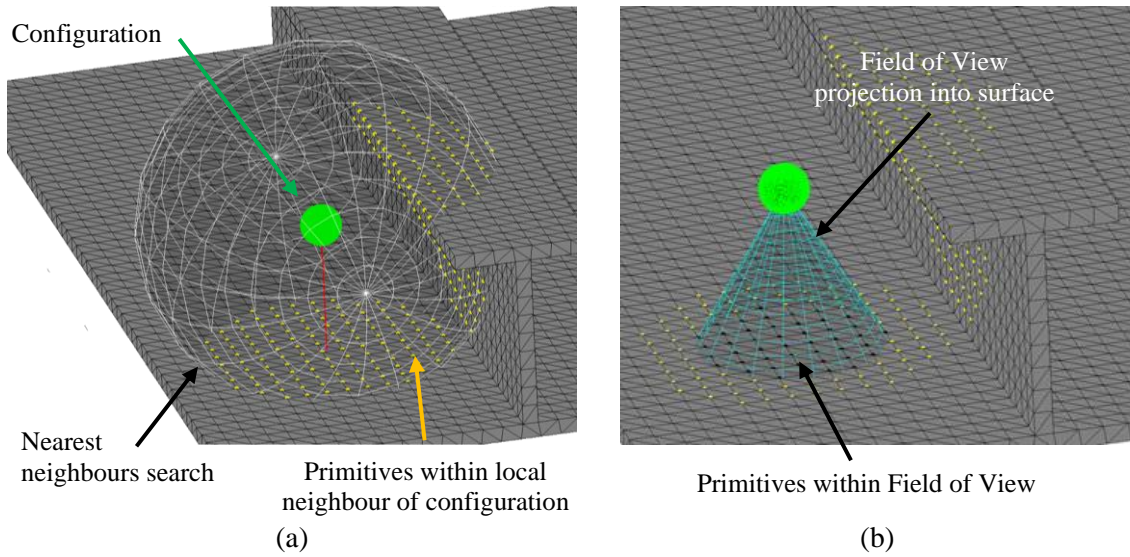 Configuration
Nearest
neighbours search
Primitives within local
neighbour of configuration
(a)
Field of View
projection into surface
Primitives within Field of View
(b)